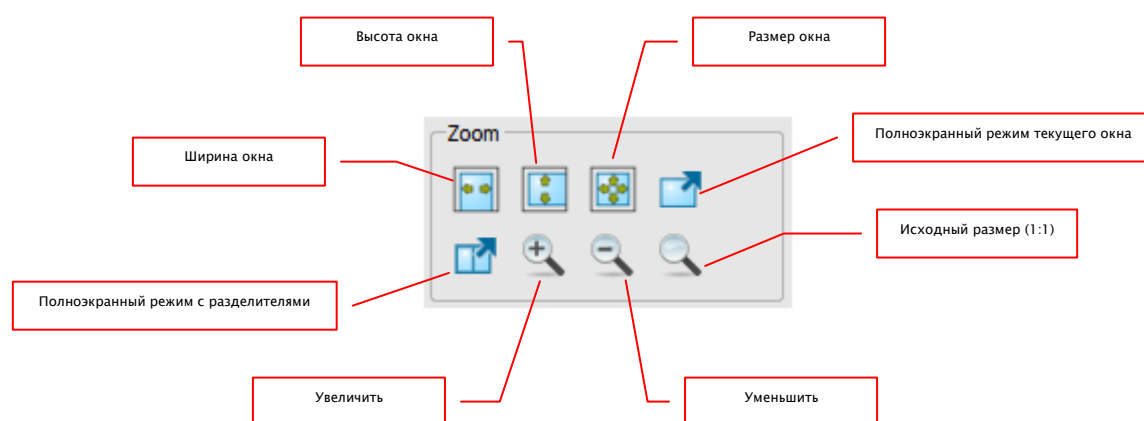 Высота окна
Размер окна
Zoom
Полноэкранный режим текущего окна
Ширина окна
Исходный размер (1:1)
Полноэкранный режим с разделителями
Увеличить
Уменьшить